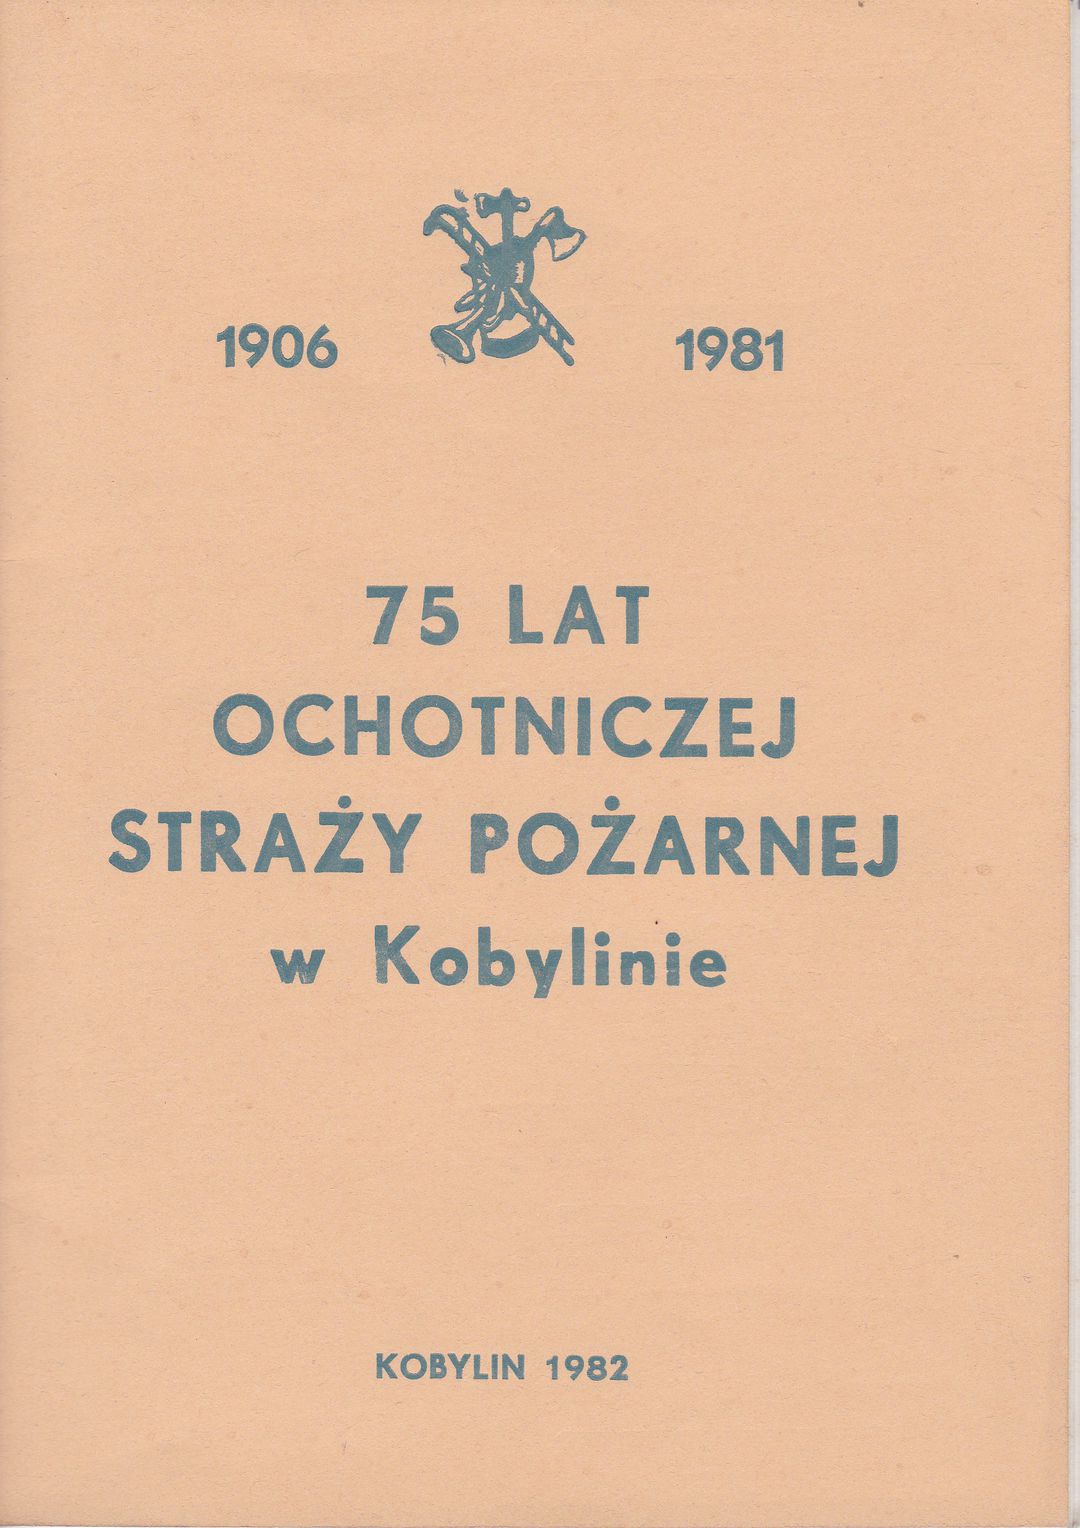 1906 1981
75 LAT
OCHOTNICZEJ
STRAŻY POŻARNEJ
w Kobylinie
KOBYLIN 1982